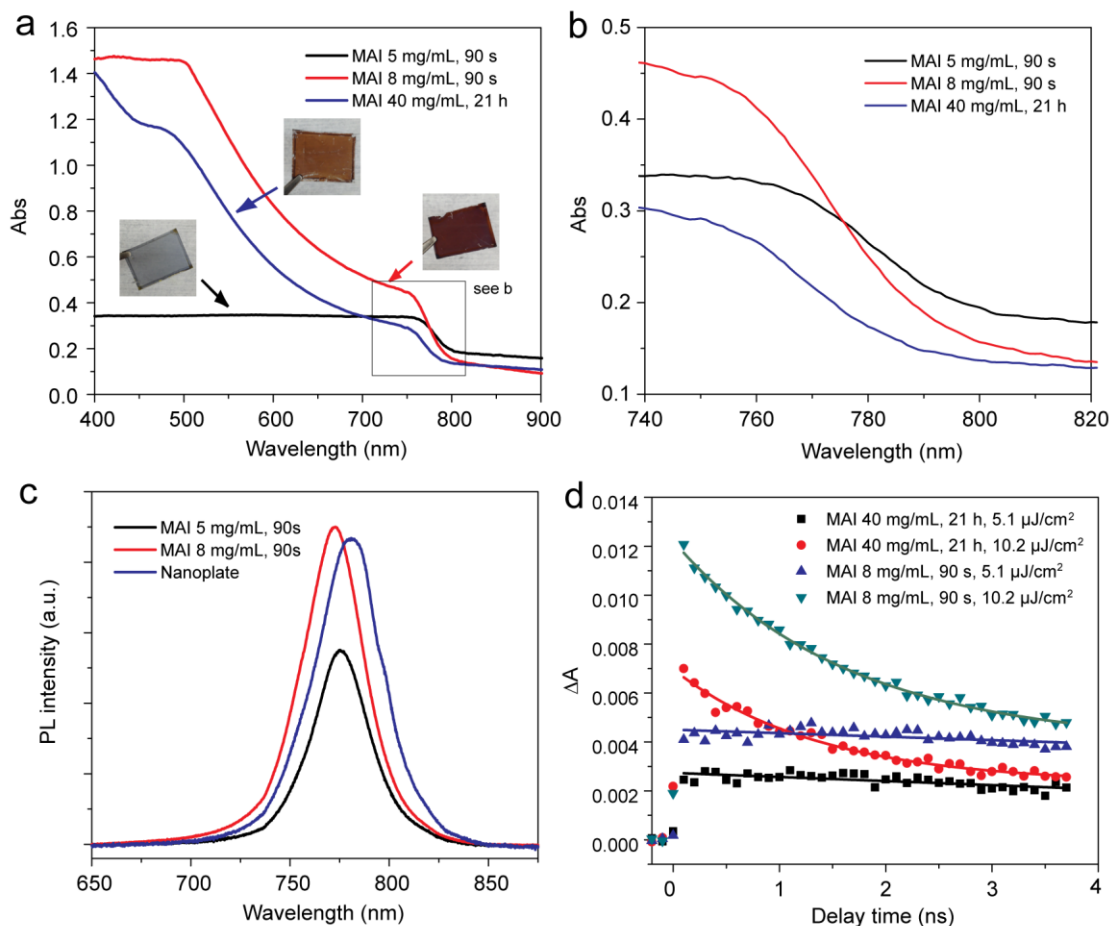 a
1.6
1.4
1.2
1.0
0.8
0.6
0.4
0.2
0.0
Abs
MAI 5 mg/mL, 90 s
MAI 8 mg/mL, 90 s
MAI 40 mg/mL, 21 h
see b
400 500 600 700 800 900
Wavelength (nm)
b
0.5
0.4
0.3
0.2
0.1
Abs
MAI 5 mg/mL, 90 s
MAI 8 mg/mL, 90 s
MAI 40 mg/mL, 21 h
740 760 780 800 820
Wavelength (nm)
c
PL intensity (a.u.)
MAI 5 mg/mL, 90s
MAI 8 mg/mL, 90s
Nanoplate
650 700 750 800 850
Wavelength (nm)
d
0.014
0.012
0.010
0.008
0.006
0.004
0.002
0.000
ΔA
MAI 40 mg/mL, 21 h, 5.1 μJ/cm²
MAI 40 mg/mL, 21 h, 10.2 μJ/cm²
MAI 8 mg/mL, 90 s, 5.1 μJ/cm²
MAI 8 mg/mL, 90 s, 10.2 μJ/cm²
0 1 2 3 4
Delay time (ns)